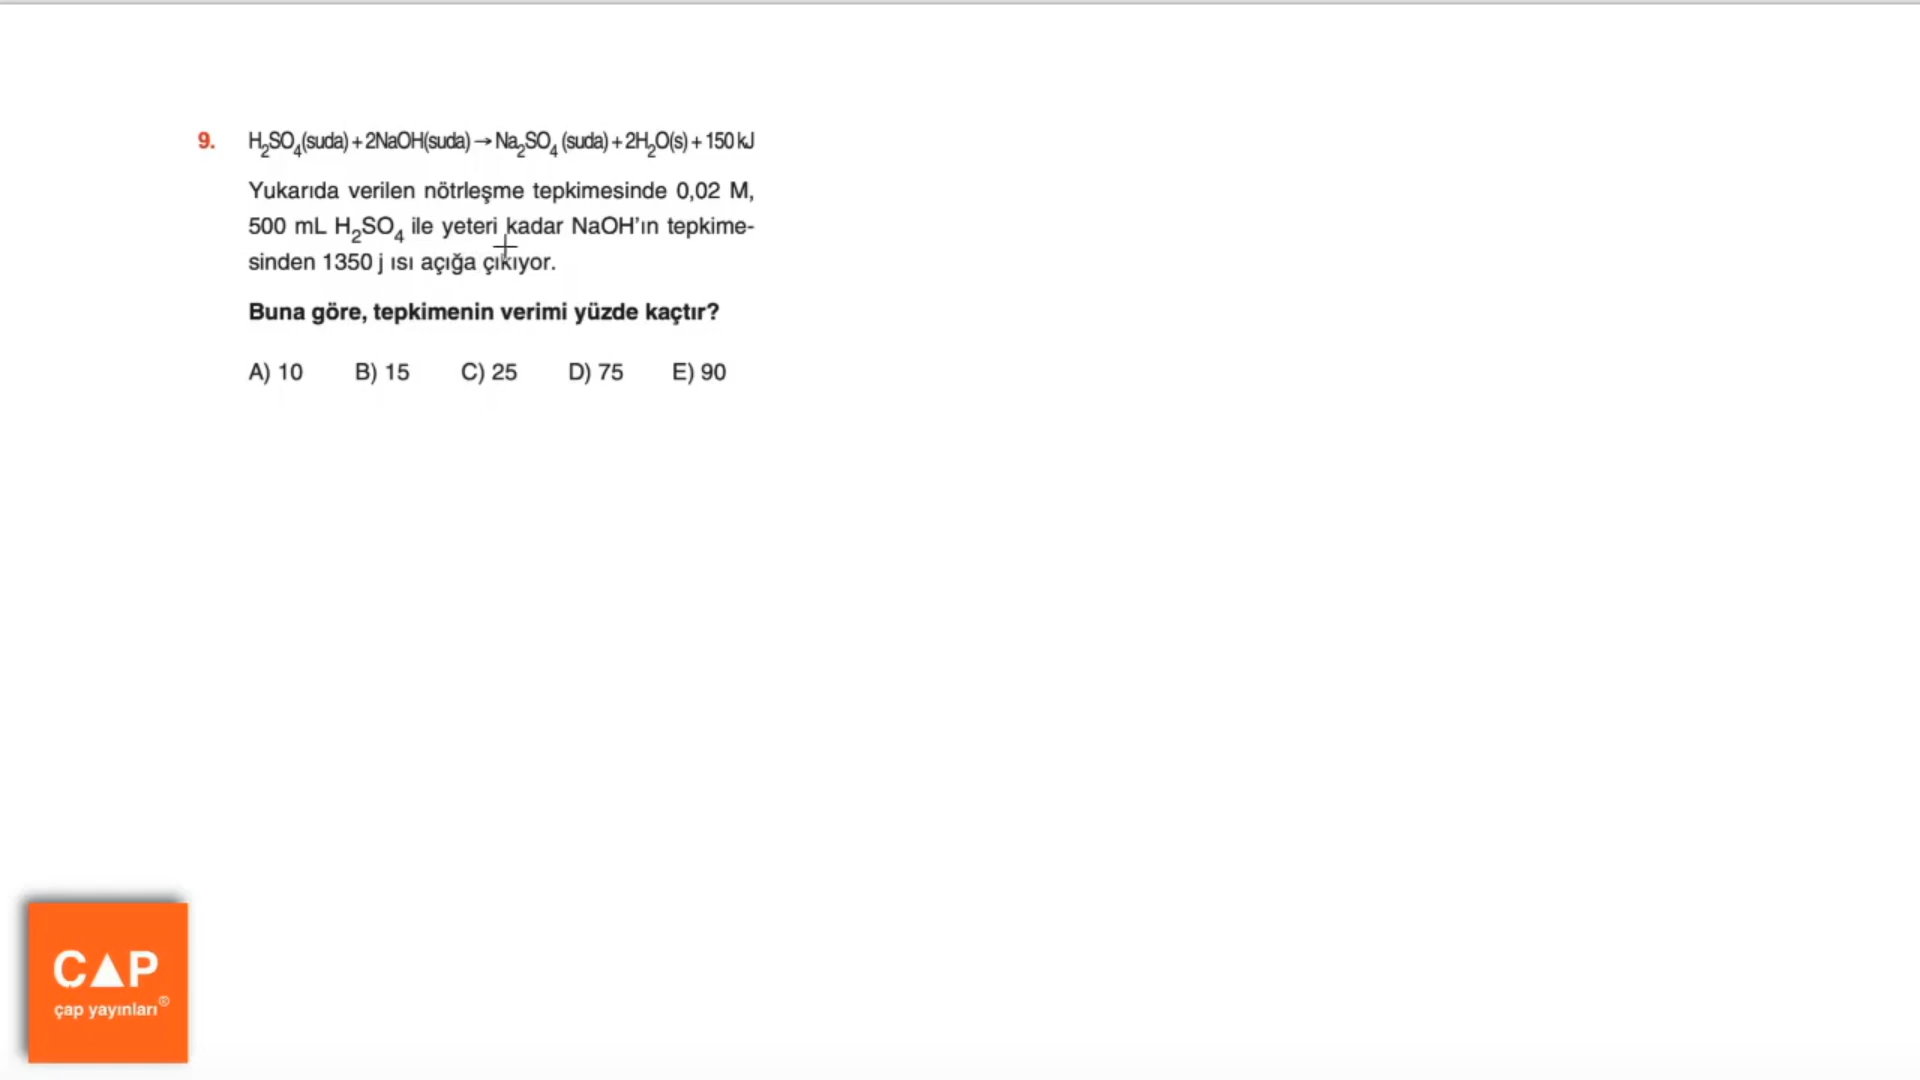 9. H₂SO₄(suda) + 2NaOH(suda) → Na₂SO₄ (suda) + 2H₂O(s) + 150 kJ
Yukarıda verilen nötrleşme tepkimesinde 0,02 M,
500 mL H₂SO₄ ile yeteri kadar NaOH’ın tepkime-
sinden 1350 j ısı açığa çıkıyor.
Buna göre, tepkimenin verimi yüzde kaçtır?
A) 10 B) 15 C) 25 D) 75 E) 90
ÇAP
çap yayınları®